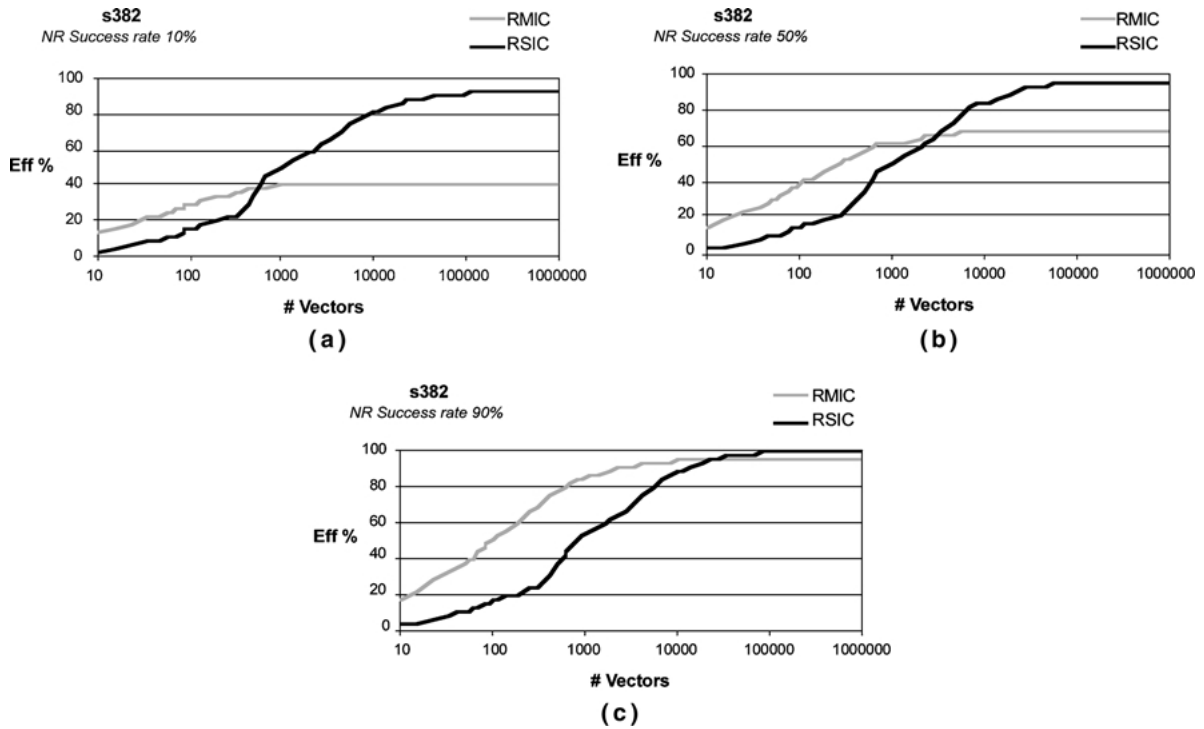 s382
NR Success rate 10%
RMIC
RSIC
100
80
60
40
20
0
Eff %
10 100 1000 10000 100000 1000000
# Vectors
(a)
s382
NR Success rate 50%
RMIC
RSIC
100
80
60
40
20
0
Eff %
10 100 1000 10000 100000 1000000
# Vectors
(b)
s382
NR Success rate 90%
RMIC
RSIC
100
80
60
40
20
0
Eff %
10 100 1000 10000 100000 1000000
# Vectors
(c)